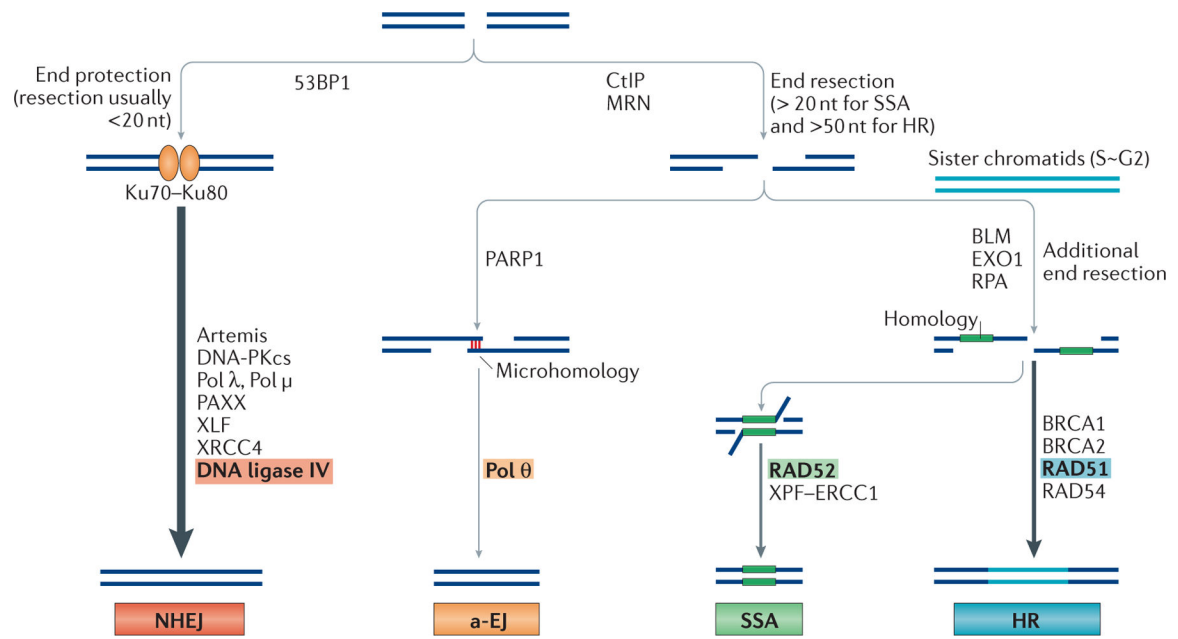 End protection
(resection usually
<20 nt)
53BP1
CtIP
MRN
End resection
(> 20 nt for SSA
and >50 nt for HR)
Ku70–Ku80
Sister chromatids (S~G2)
PARP1
BLM
EXO1
RPA
Additional
end resection
Homology
Microhomology
Artemis
DNA-PKcs
Pol λ, Pol μ
PAXX
XLF
XRCC4
DNA ligase IV
Pol θ
RAD52
XPF–ERCC1
BRCA1
BRCA2
RAD51
RAD54
NHEJ
a-EJ
SSA
HR